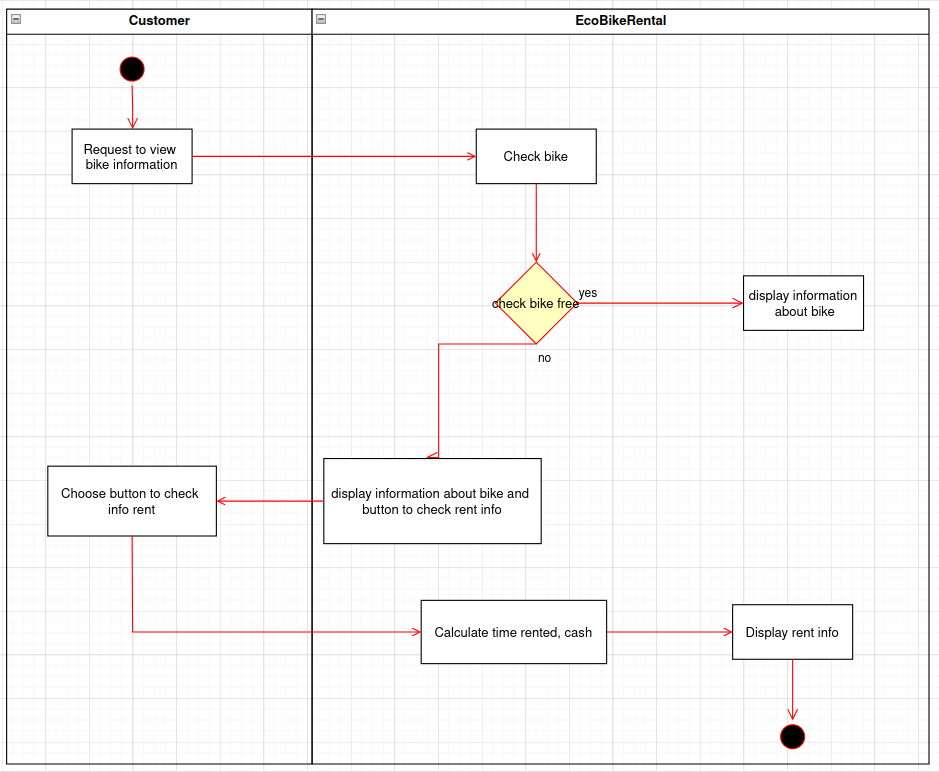 Customer
EcoBikeRental
Request to view
bike information
Check bike
check bike free
yes
display information
about bike
no
Choose button to check
info rent
display information about bike and
button to check rent info
Calculate time rented, cash
Display rent info